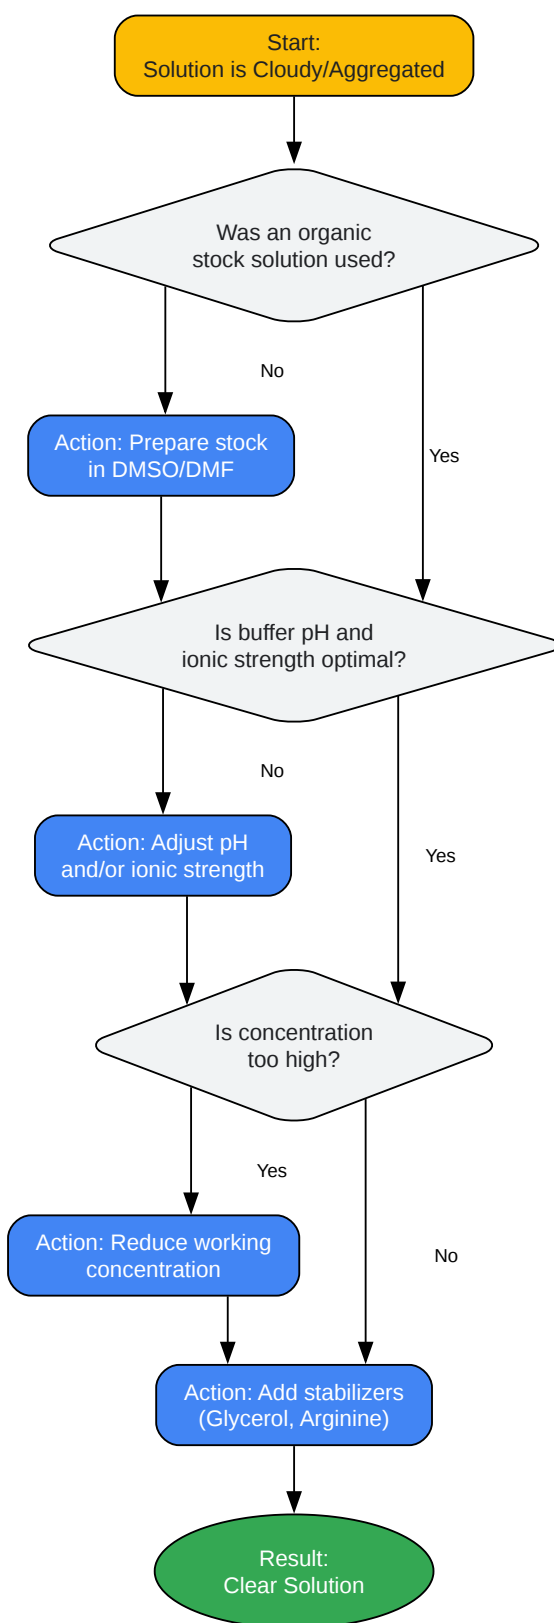 Start:
Solution is Cloudy/Aggregated
Was an organic
stock solution used?
No
Action: Prepare stock
in DMSO/DMF
Yes
Is buffer pH and
ionic strength optimal?
No
Action: Adjust pH
and/or ionic strength
Yes
Is concentration
too high?
Yes
Action: Reduce working
concentration
No
Action: Add stabilizers
(Glycerol, Arginine)
Result:
Clear Solution